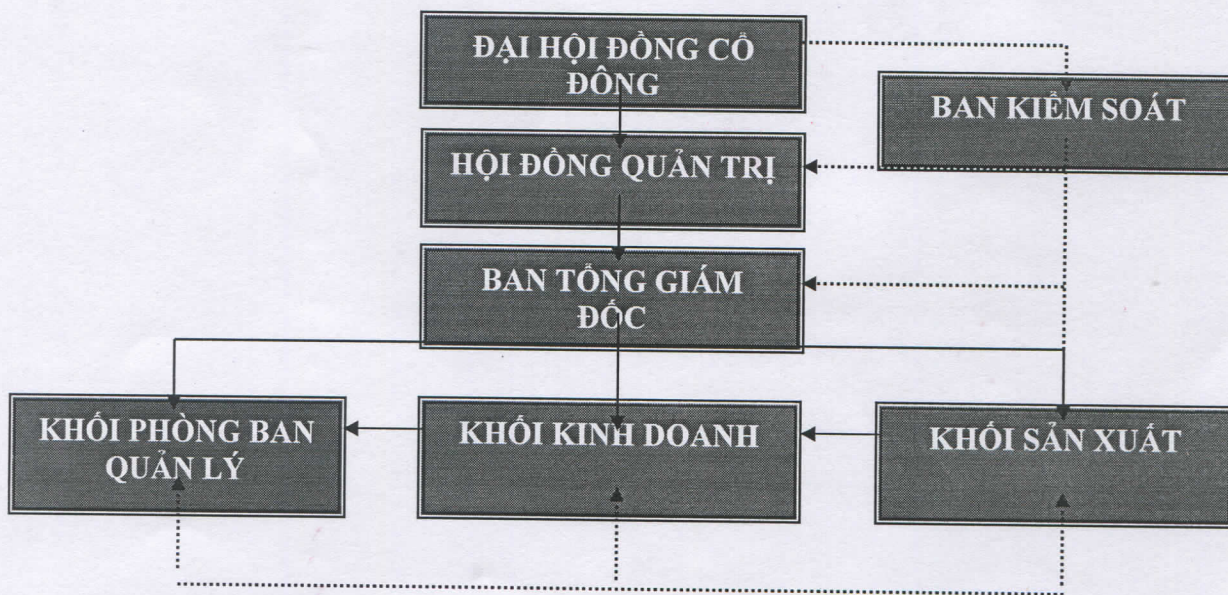 ĐẠI HỘI ĐỒNG CỔ
ĐÔNG
BAN KIỂM SOÁT
HỘI ĐỒNG QUẢN TRỊ
BAN TỔNG GIÁM
ĐỐC
KHỐI PHÒNG BAN
QUẢN LÝ
KHỐI KINH DOANH
KHỐI SẢN XUẤT